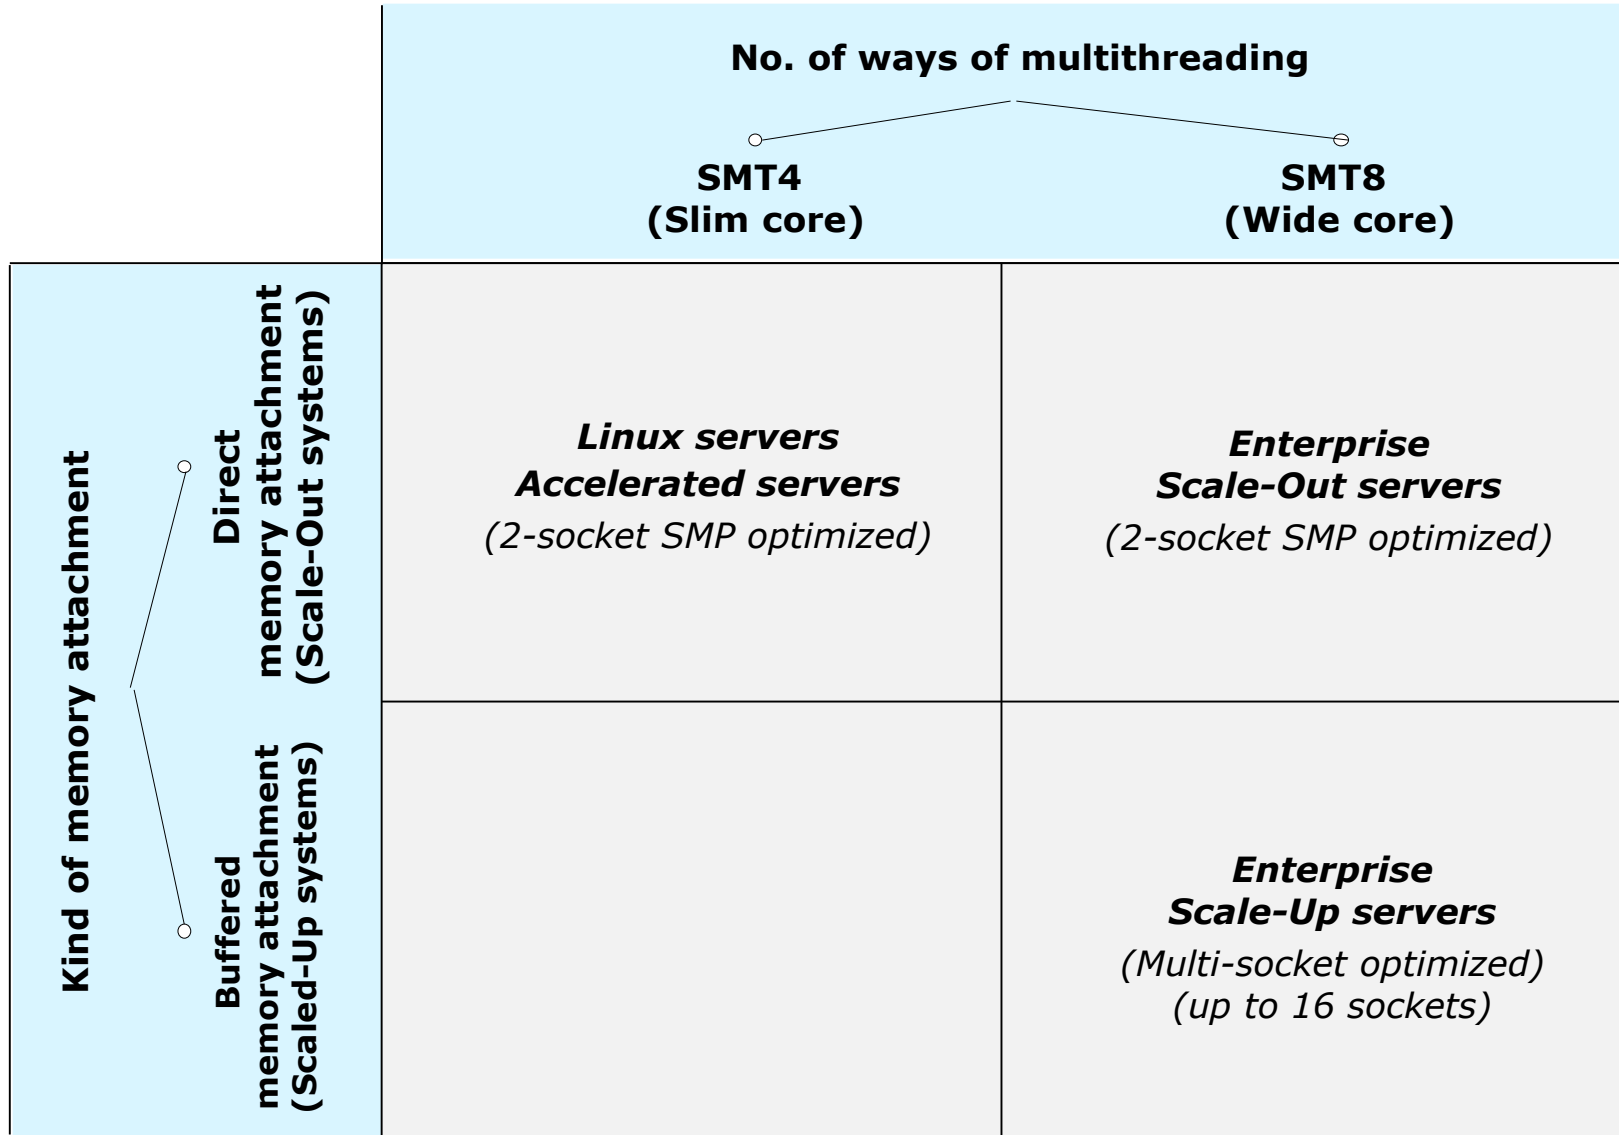 No. of ways of multithreading
SMT4
(Slim core)
SMT8
(Wide core)
Kind of memory attachment
Direct
memory attachment
(Scale-Out systems)
Linux servers
Accelerated servers
(2-socket SMP optimized)
Enterprise
Scale-Out servers
(2-socket SMP optimized)
Buffered
memory attachment
(Scaled-Up systems)
Enterprise
Scale-Up servers
(Multi-socket optimized)
(up to 16 sockets)